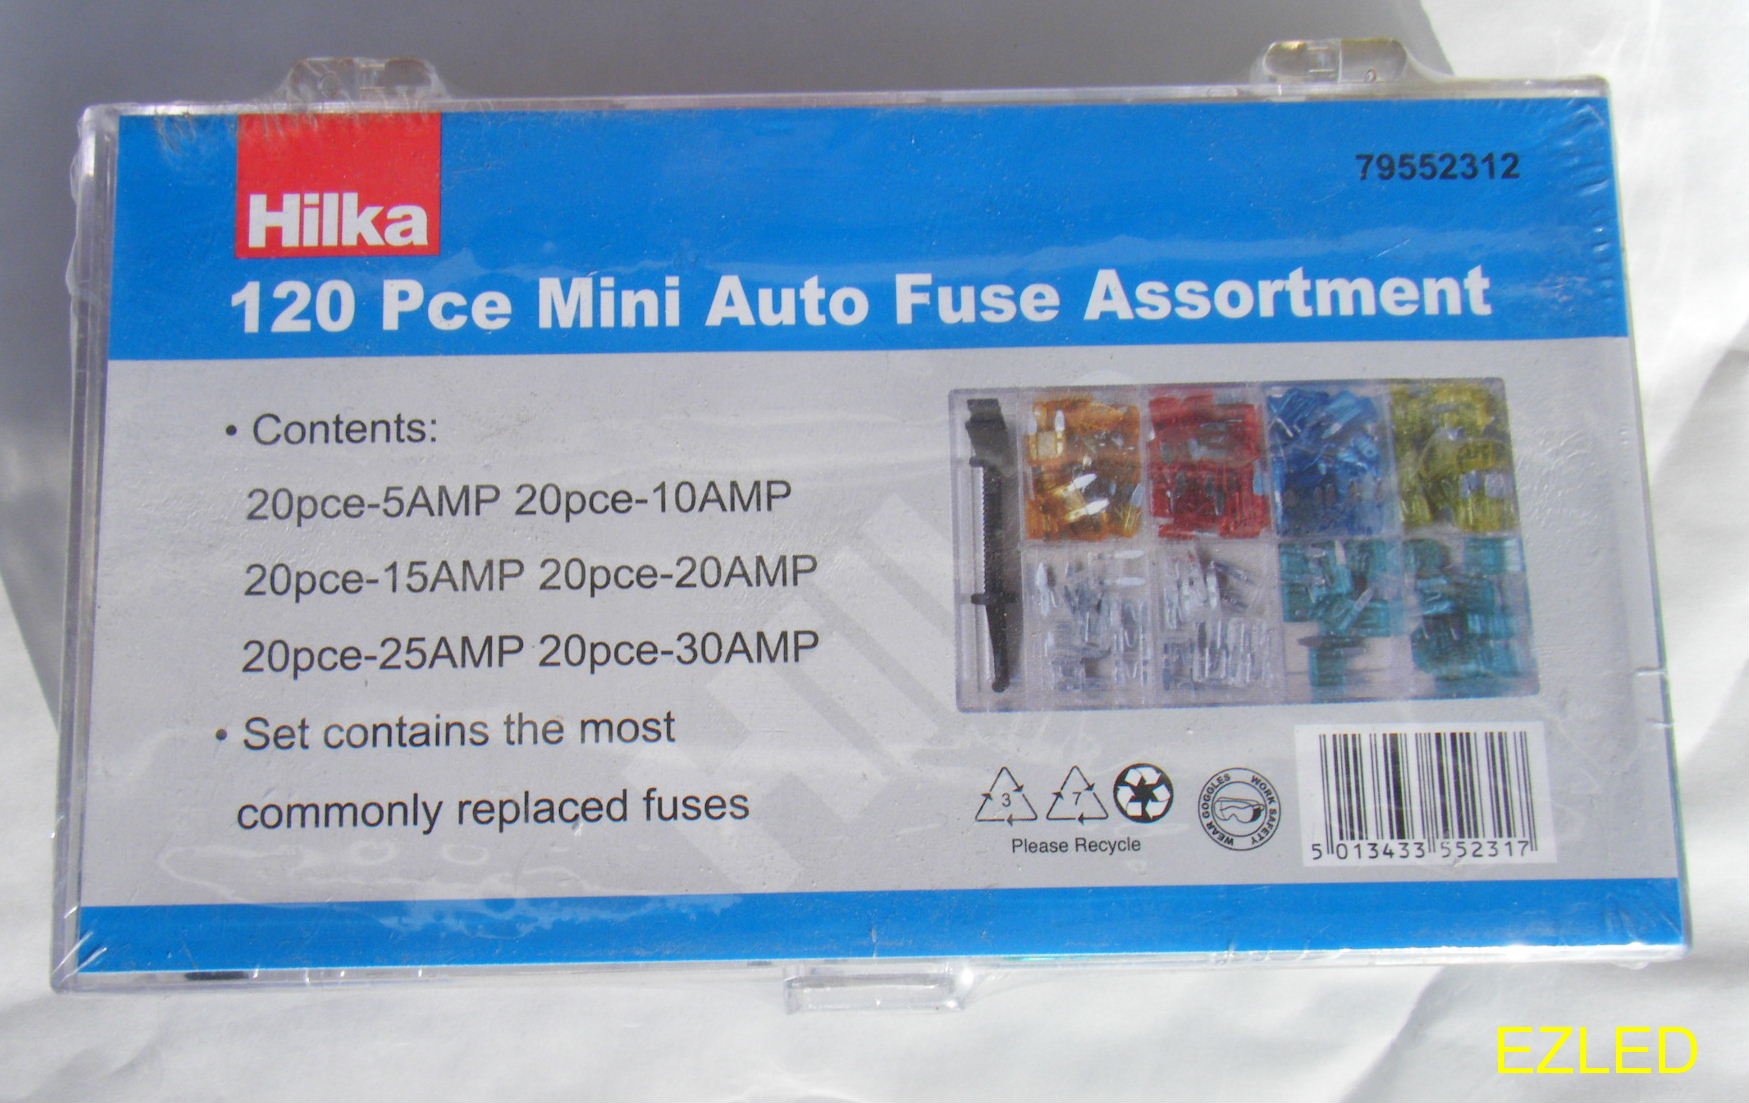 Hilka
79552312
120 Pce Mini Auto Fuse Assortment
• Contents:
20pce-5AMP 20pce-10AMP
20pce-15AMP 20pce-20AMP
20pce-25AMP 20pce-30AMP
• Set contains the most
commonly replaced fuses
3 7
Please Recycle
WEAR GOGGLES WORK SAFETY
5 013433 552317
EZLED